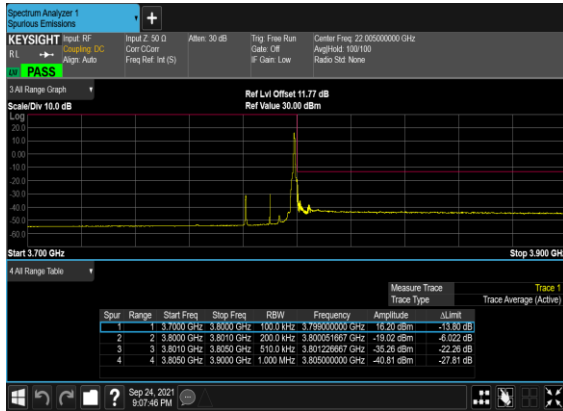 Spectrum Analyzer 1
Spurious Emissions
KEYSIGHT Input: RF Input Z: 50 Ω Atten: 30 dB Trig: Free Run Center Freq: 22.005000000 GHz
RL Coupling: DC Corr CCorr Gate: Off Avg|Hold: 100/100
Align: Auto Freq Ref: Int (S) IF Gain: Low Radio Std: None
LV PASS
3 All Range Graph
Ref Lvl Offset 11.77 dB
Scale/Div 10.0 dB Ref Value 30.00 dBm
Log
20.0
10.0
0.00
-10.0
-20.0
-30.0
-40.0
-50.0
-60.0
Start 3.700 GHz Stop 3.900 GH
4 All Range Table
Measure Trace Trace 1
Trace Type Trace Average (Active)
Spur Range Start Freq Stop Freq RBW Frequency Amplitude ΔLimit
1 1 3.7000 GHz 3.8000 GHz 100.0 kHz 3.799000000 GHz 16.20 dBm -13.80 dB
2 2 3.8000 GHz 3.8010 GHz 200.0 kHz 3.800051667 GHz -19.02 dBm -6.022 dB
3 3 3.8010 GHz 3.8050 GHz 510.0 kHz 3.801226667 GHz -35.26 dBm -22.26 dB
4 4 3.8050 GHz 3.9000 GHz 1.000 MHz 3.805000000 GHz -40.81 dBm -27.81 dB
Sep 24, 2021
9:07:46 PM